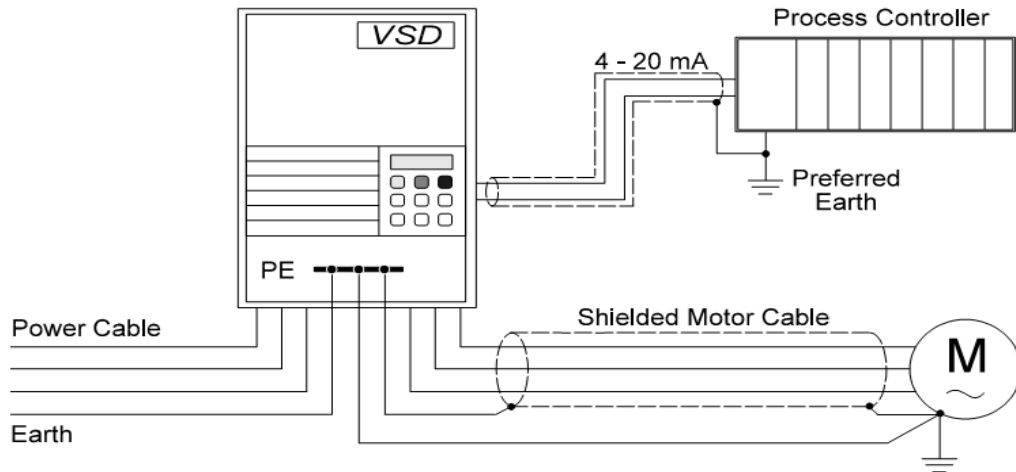 VSD
Process Controller
4 - 20 mA
Preferred
Earth
PE
Power Cable
Shielded Motor Cable
M
Earth